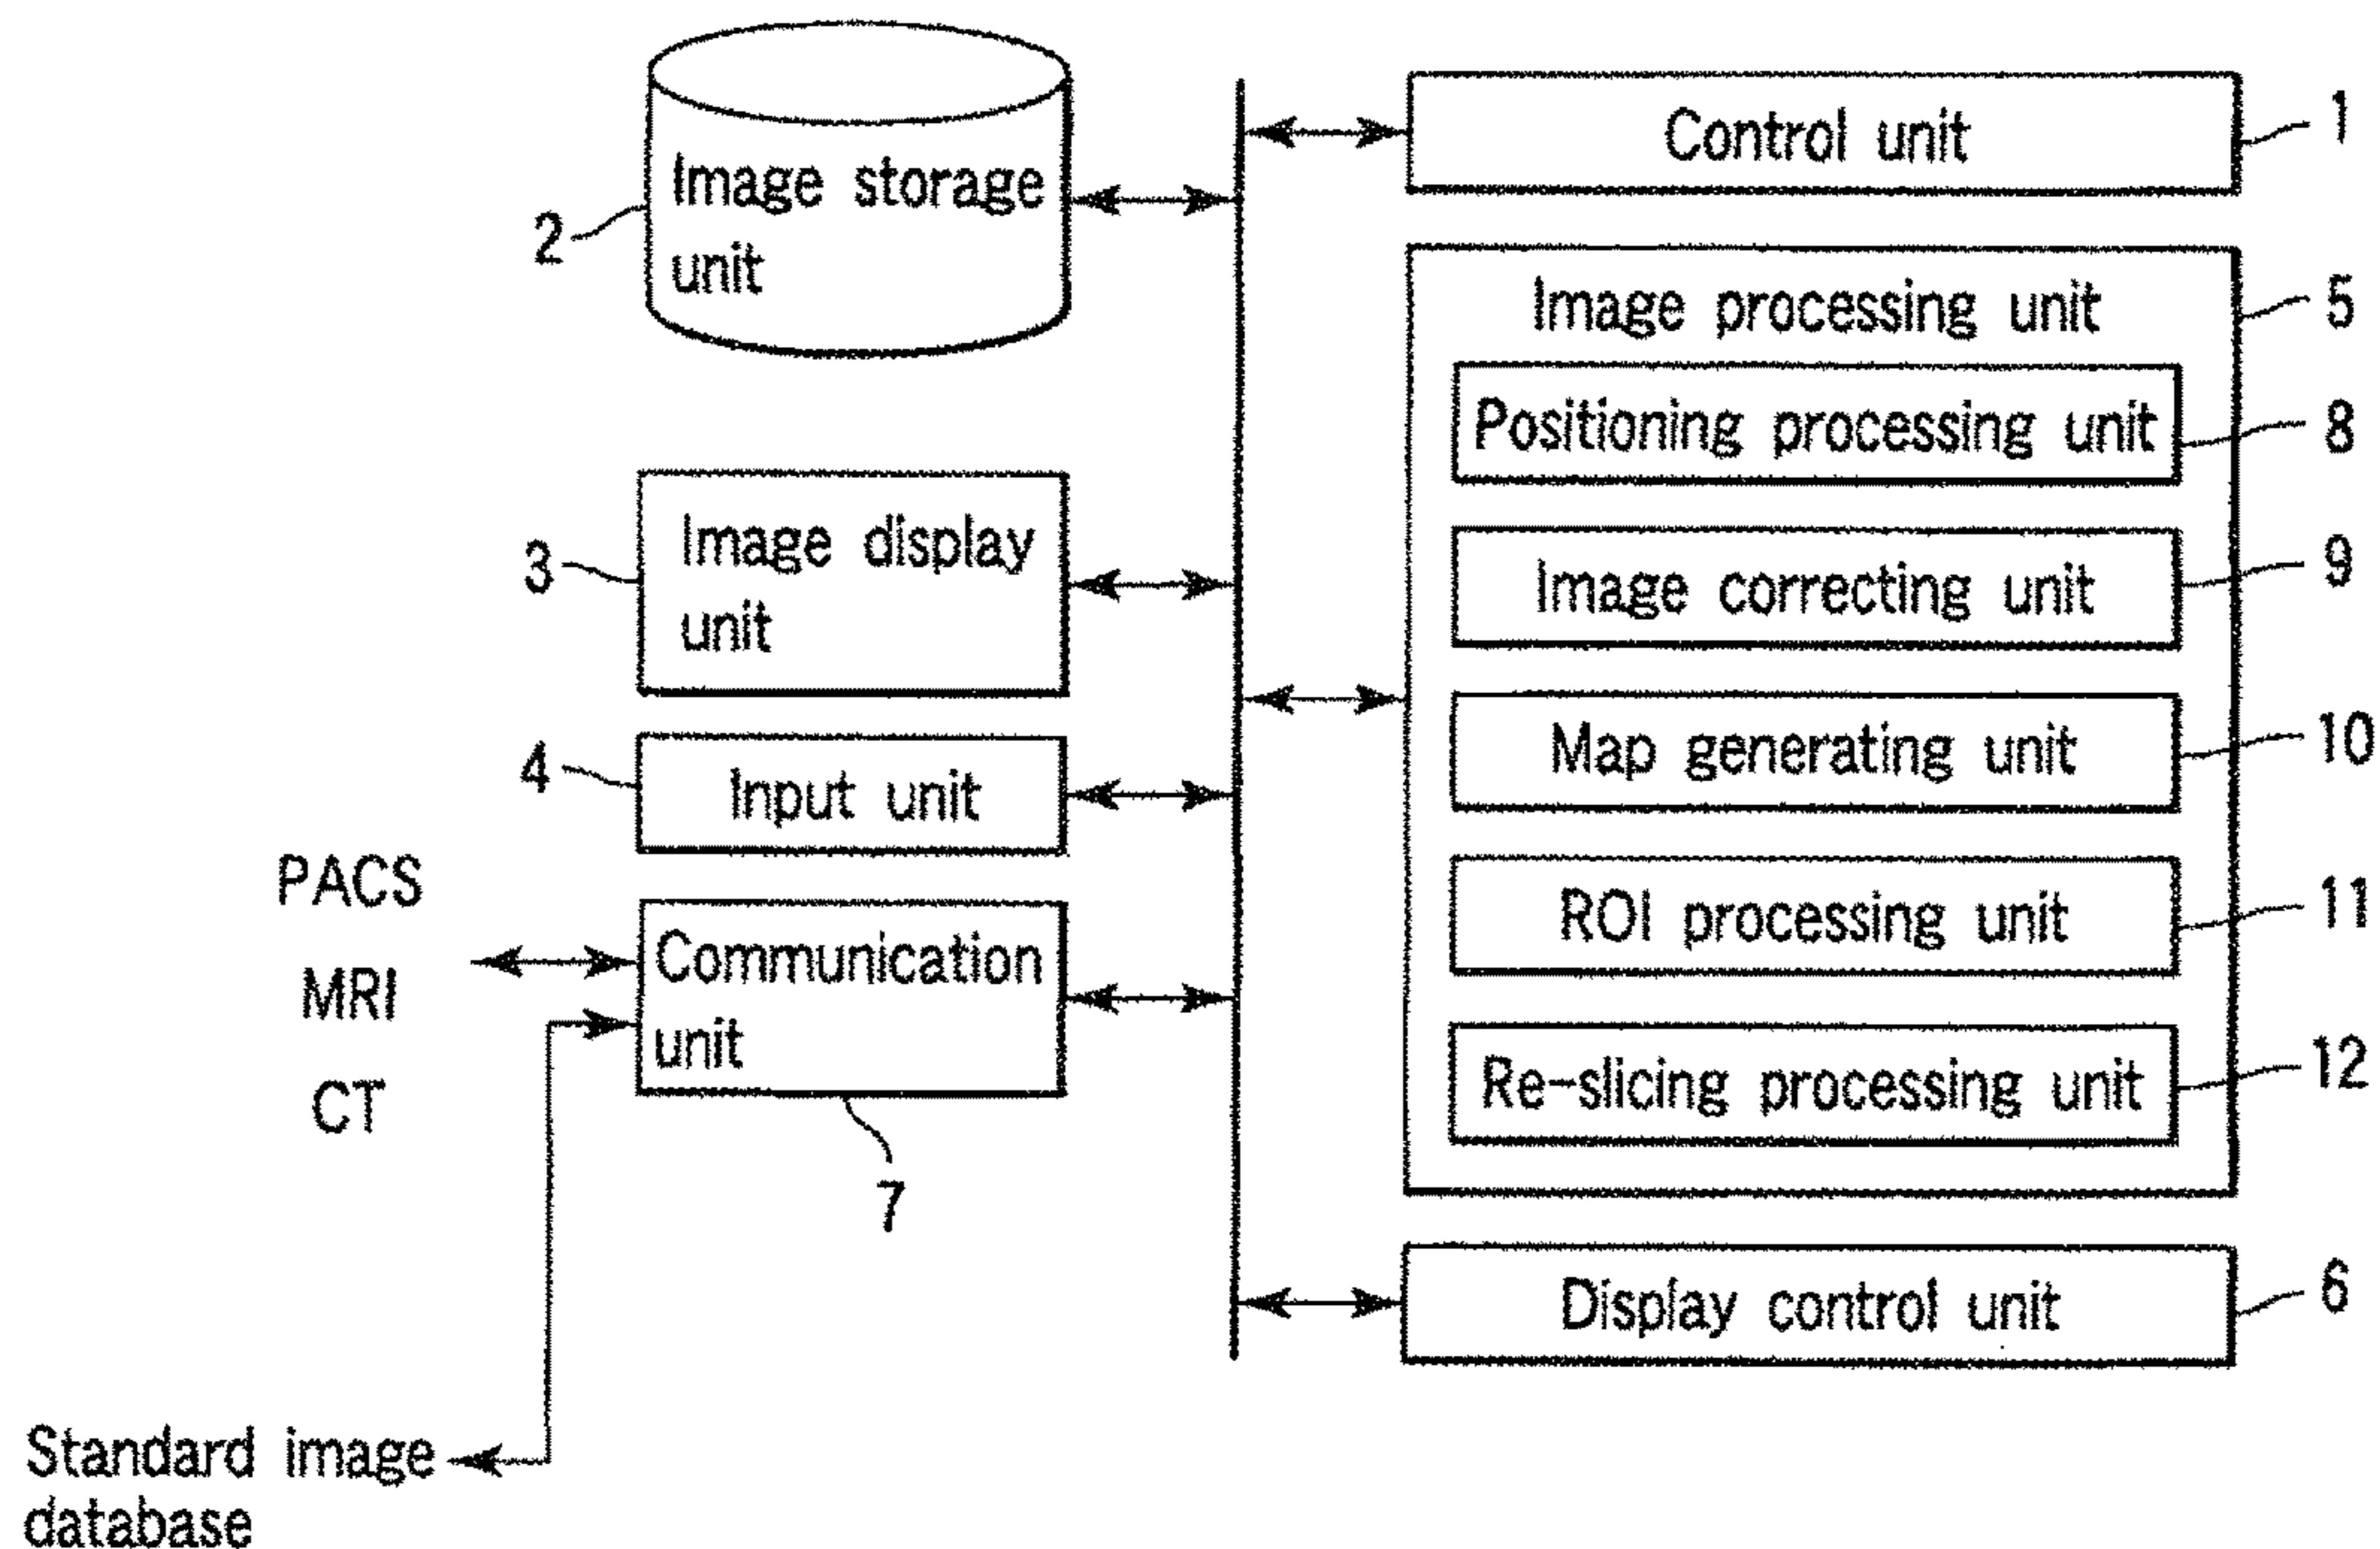 Image storage
unit
2
Image display
unit
3
4
Input unit
PACS
MRI
CT
Communication
unit
7
Standard image
database
Control unit
1
Image processing unit
5
Positioning processing unit
8
Image correcting unit
9
Map generating unit
10
ROI processing unit
11
Re-slicing processing unit
12
Display control unit
6